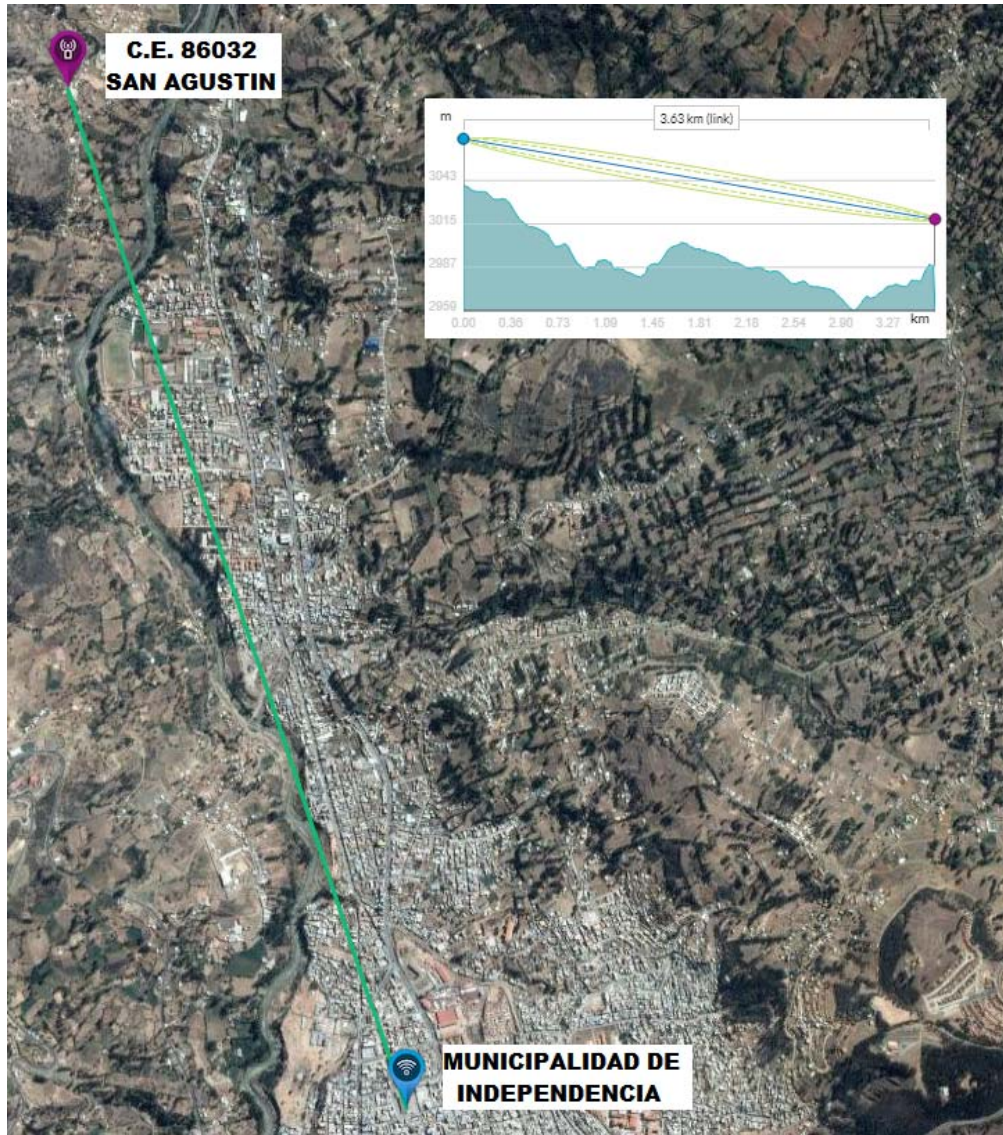 C.E. 86032
SAN AGUSTIN
m
3.63 km (link)
3043
3015
2987
2959
0.00 0.36 0.73 1.09 1.45 1.81 2.18 2.54 2.90 3.27 km
MUNICIPALIDAD DE
INDEPENDENCIA